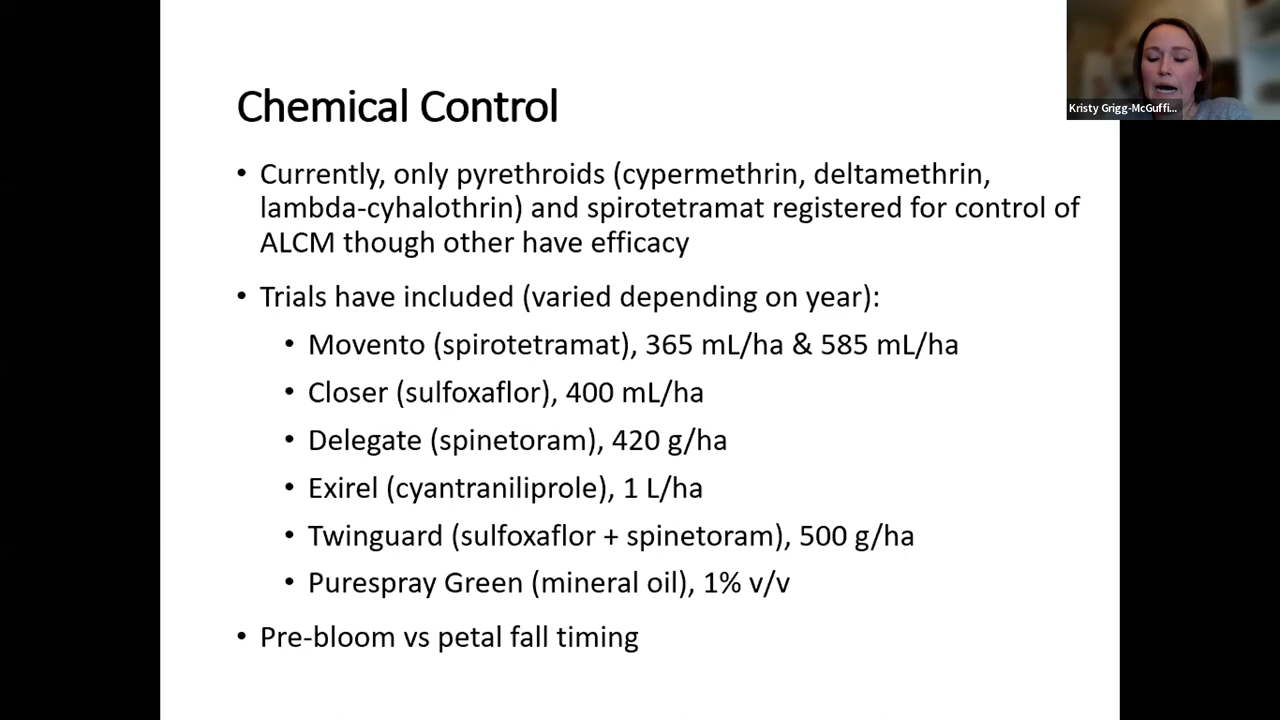 Chemical Control
• Currently, only pyrethroids (cypermethrin, deltamethrin,
lambda-cyhalothrin) and spirotetramat registered for control of
ALCM though other have efficacy
• Trials have included (varied depending on year):
• Movento (spirotetramat), 365 mL/ha & 585 mL/ha
• Closer (sulfoxaflor), 400 mL/ha
• Delegate (spinetoram), 420 g/ha
• Exirel (cyantraniliprole), 1 L/ha
• Twinguard (sulfoxaflor + spinetoram), 500 g/ha
• Purespray Green (mineral oil), 1% v/v
• Pre-bloom vs petal fall timing
Kristy Grigg-McGuffi...